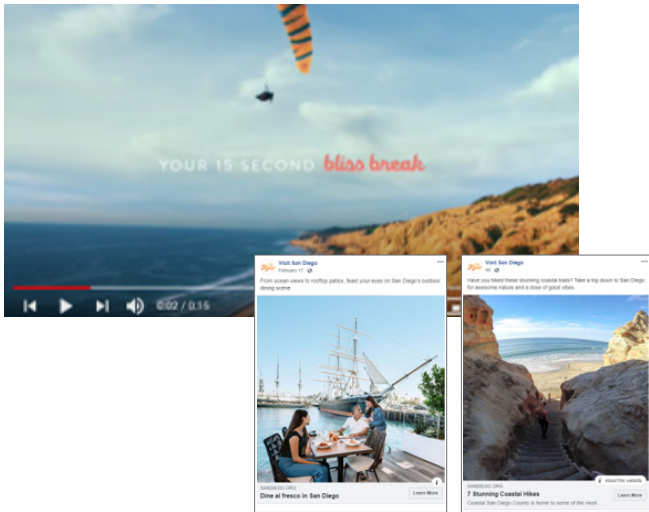 YOUR 15 SECOND bliss break
0:02 / 0:15
Visit San Diego
February 17
From ocean views to rooftop patios, feast your eyes on San Diego's outdoor
dining scene.
SANDIEGO.ORG
Dine al fresco in San Diego
Learn More
Visit San Diego
Ad
Have you hiked these stunning coastal trails? Take a trip down to San Diego
for awesome nature and a dose of good vibes.
About this website
SANDIEGO.ORG
7 Stunning Coastal Hikes
Coastal San Diego County is home to some of the most...
Learn More